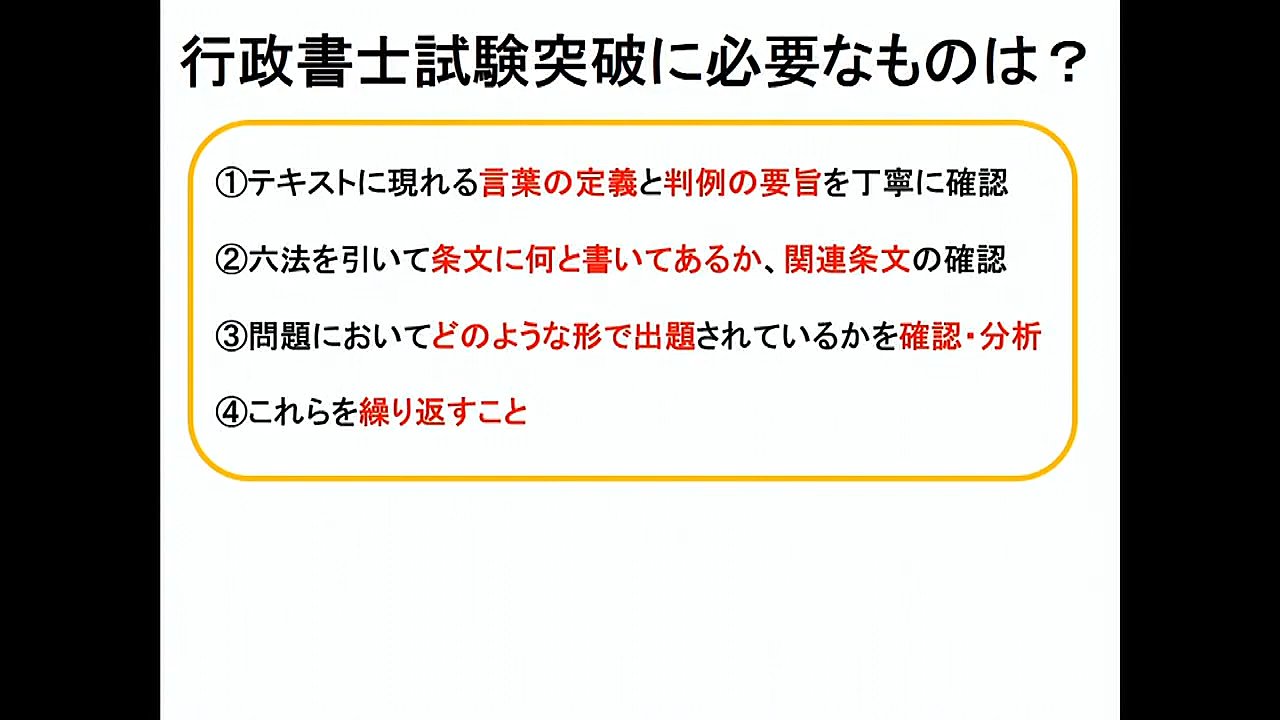 行政書士試験突破に必要なものは？
①テキストに現れる言葉の定義と判例の要旨を丁寧に確認
②六法を引いて条文に何と書いてあるか、関連条文の確認
③問題においてどのような形で出題されているかを確認・分析
④これらを繰り返すこと